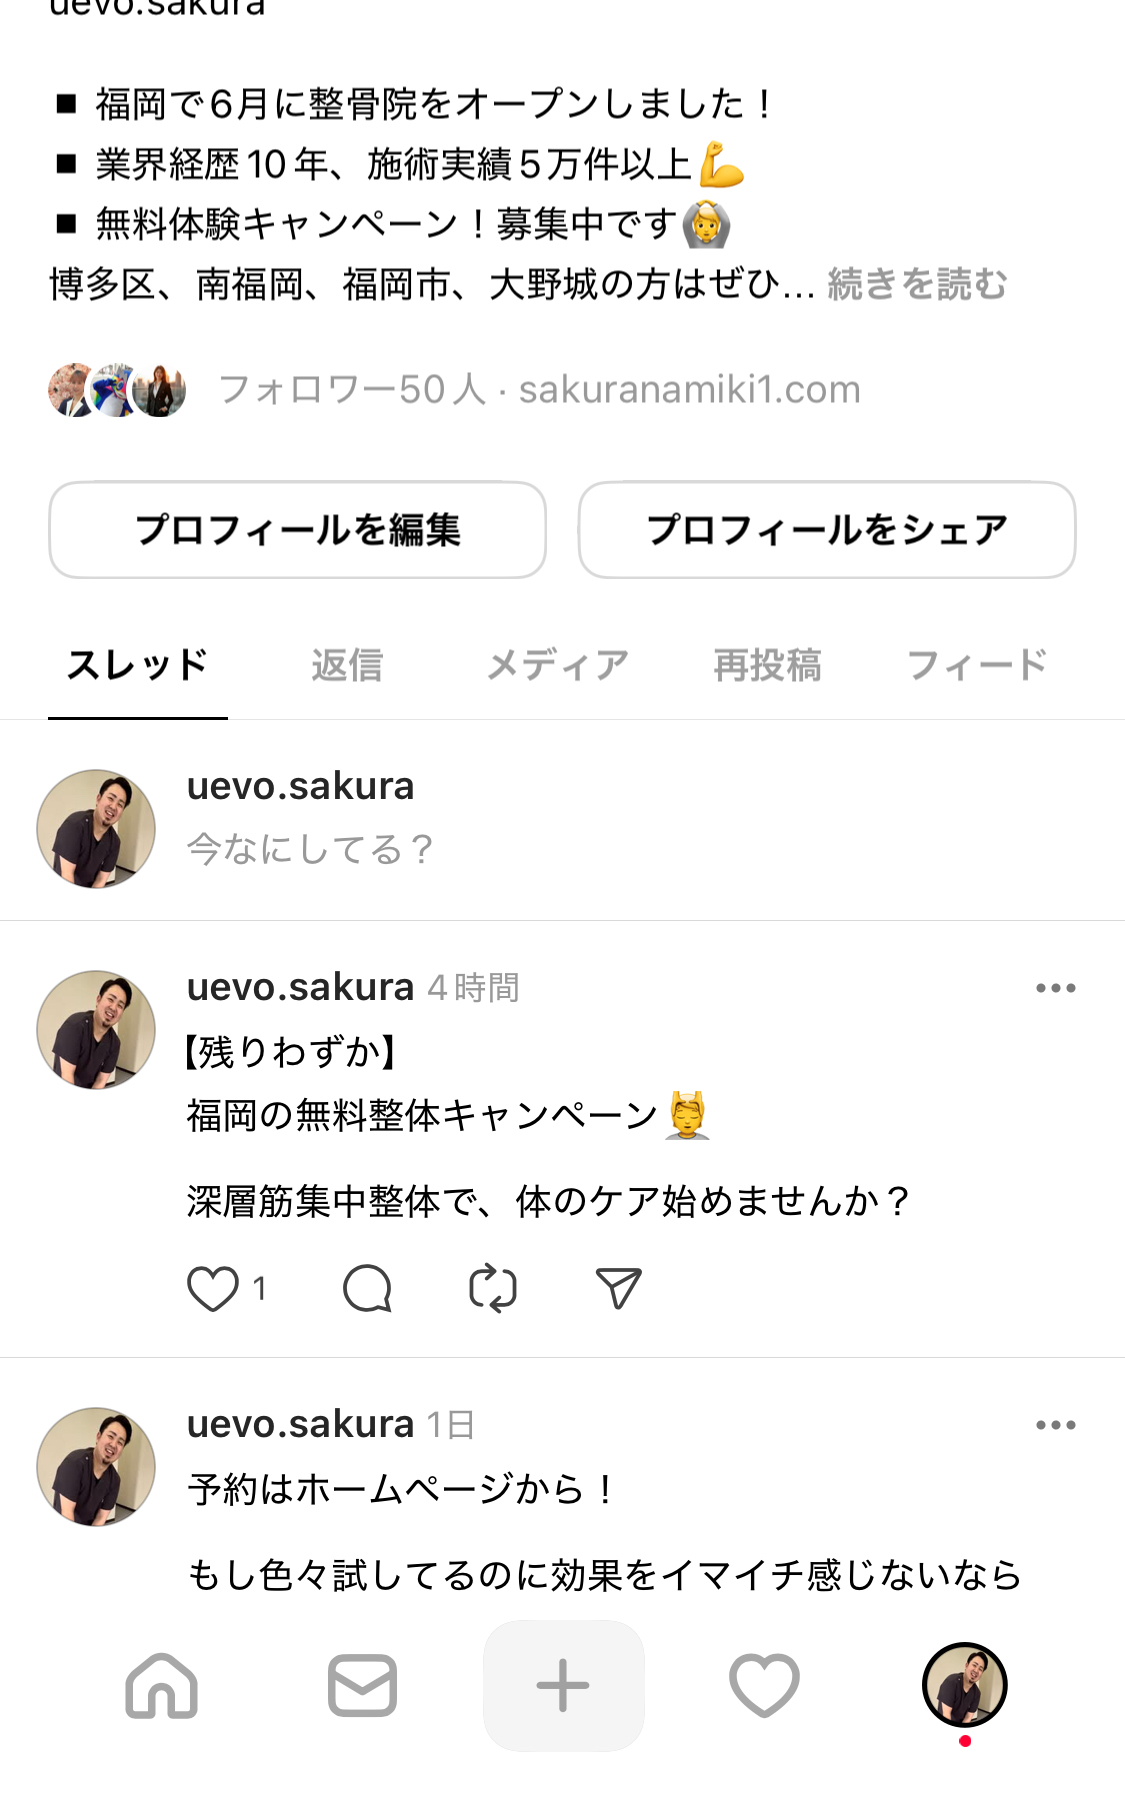 uevo.sakura
■ 福岡で6月に整骨院をオープンしました！
■ 業界経歴10年、施術実績5万件以上💪
■ 無料体験キャンペーン！募集中です🙆
博多区、南福岡、福岡市、大野城の方はぜひ... 続きを読む
フォロワー50人 · sakuranamiki1.com
プロフィールを編集 プロフィールをシェア
スレッド 返信 メディア 再投稿 フィード
uevo.sakura
今なにしてる？
uevo.sakura 4時間
【残りわずか】
福岡の無料整体キャンペーン💆
深層筋集中整体で、体のケア始めませんか？
1
uevo.sakura 1日
予約はホームページから！
もし色々試してるのに効果をイマイチ感じないなら